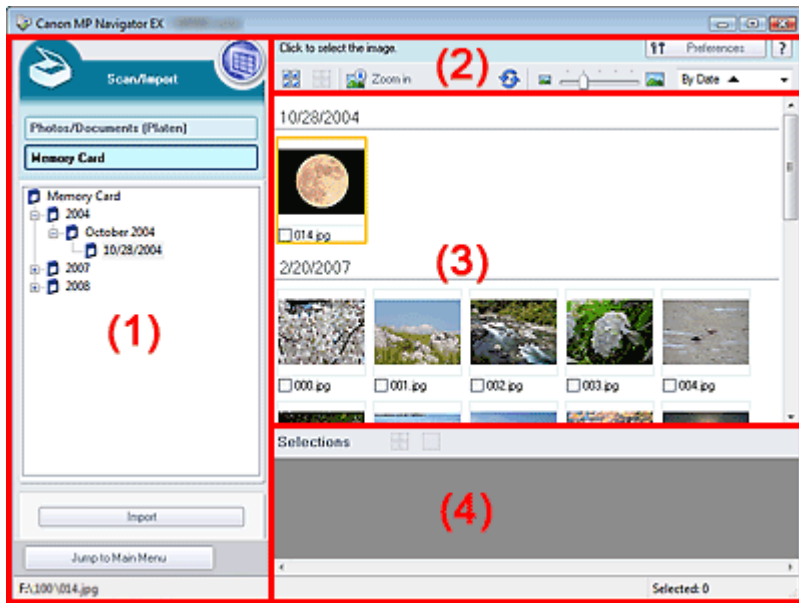 Canon MP Navigator EX
Scan/Import
Photos/Documents (Platen)
Memory Card
Memory Card
2004
October 2004
10/28/2004
2007
2008
(1)
Import
Jump to Main Menu
F:\100\014.jpg
Click to select the image.
Preferences
?
Zoom in
(2)
By Date
10/28/2004
014.jpg
(3)
2/20/2007
000.jpg
001.jpg
002.jpg
003.jpg
004.jpg
Selections
(4)
Selected: 0